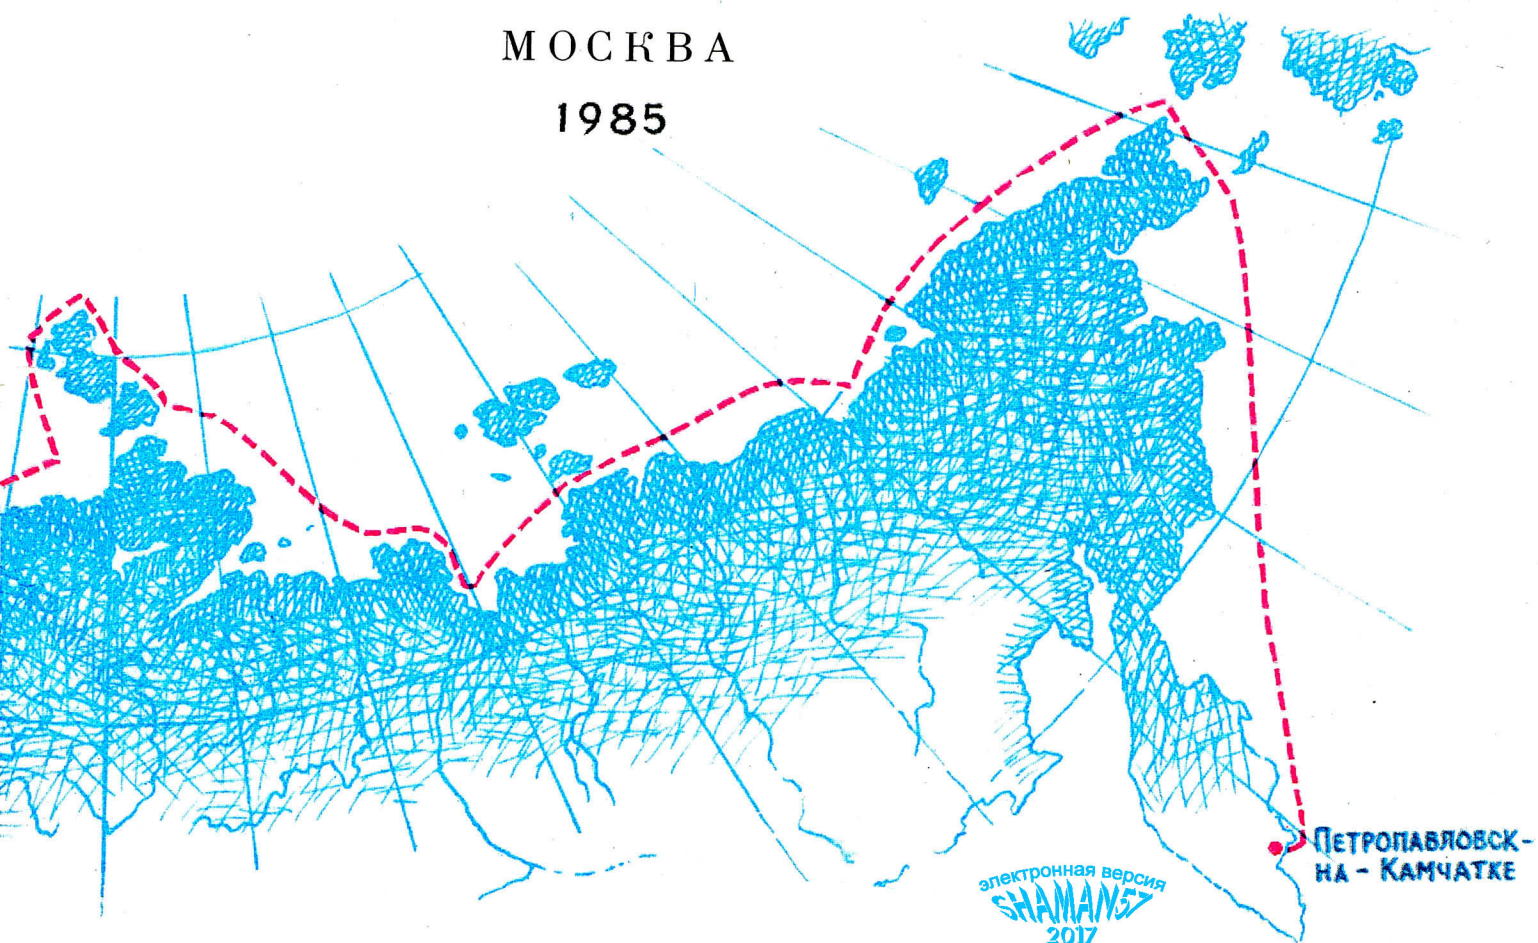 МОСКВА
1985
ПЕТРОПАВЛОВСК-
НА - КАМЧАТКЕ
электронная версия
SHAMAN57
2017